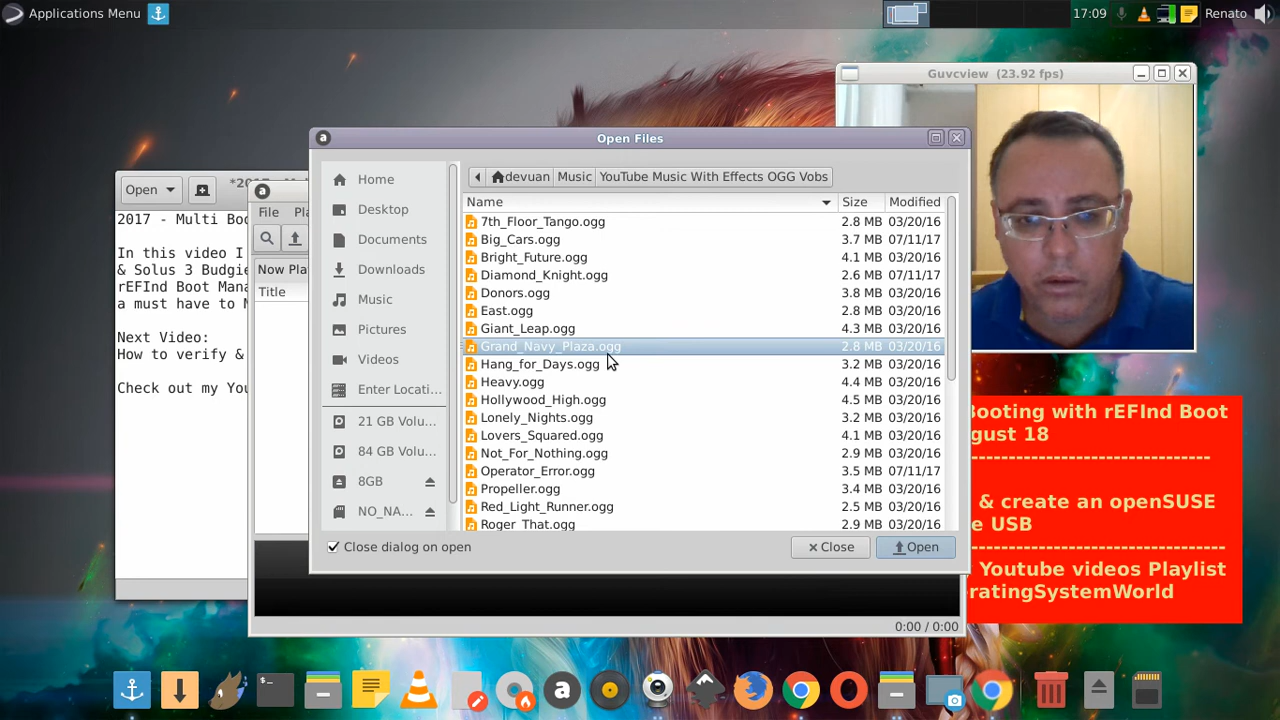 Applications Menu
17:09
Renato
Guvcview (23.92 fps)
Open Files
Open
File
Now Pla
Title
2017 - Multi Boo
In this video I
& Solus 3 Budgie
rEFInd Boot Mana
a must have to M
Next Video:
How to verify &
Check out my You
Home
Desktop
Documents
Downloads
Music
Pictures
Videos
Enter Locati...
21 GB Volu...
84 GB Volu...
8GB
NO_NA...
devuan
Music
YouTube Music With Effects OGG Vobs
Name Size Modified
7th_Floor_Tango.ogg 2.8 MB 03/20/16
Big_Cars.ogg 3.7 MB 07/11/17
Bright_Future.ogg 4.1 MB 03/20/16
Diamond_Knight.ogg 2.6 MB 07/11/17
Donors.ogg 3.8 MB 03/20/16
East.ogg 2.8 MB 03/20/16
Giant_Leap.ogg 4.3 MB 03/20/16
Grand_Navy_Plaza.ogg 2.8 MB 03/20/16
Hang_for_Days.ogg 3.2 MB 03/20/16
Heavy.ogg 4.4 MB 03/20/16
Hollywood_High.ogg 4.5 MB 03/20/16
Lonely_Nights.ogg 3.2 MB 03/20/16
Lovers_Squared.ogg 4.1 MB 03/20/16
Not_For_Nothing.ogg 2.9 MB 03/20/16
Operator_Error.ogg 3.5 MB 07/11/17
Propeller.ogg 3.4 MB 03/20/16
Red_Light_Runner.ogg 2.5 MB 03/20/16
Roger_That.ogg 2.9 MB 03/20/16
Close dialog on open
Close
Open
0:00 / 0:00
Booting with rEFInd Boot
gust 18
& create an openSUSE
e USB
Youtube videos Playlist
eratingSystemWorld